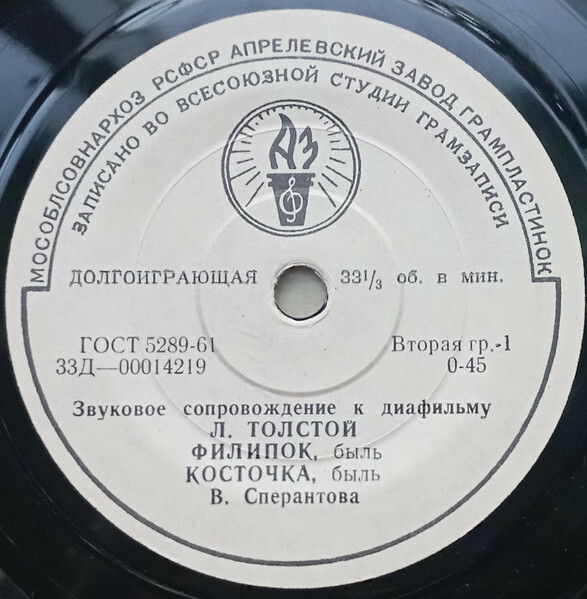 МОСОБЛСОВНАРХОЗ РСФСР АПРЕЛЕВСКИЙ ЗАВОД ГРАМПЛАСТИНОК
ЗАПИСАНО ВО ВСЕСОЮЗНОЙ СТУДИИ ГРАМЗАПИСИ
АЗ
ДОЛГОИГРАЮЩАЯ 33 1/3 об. в мин.
ГОСТ 5289-61 Вторая гр.-1
33Д—00014219 0-45
Звуковое сопровождение к диафильму
Л. ТОЛСТОЙ
ФИЛИПОК, быль
КОСТОЧКА, быль
В. Сперантова